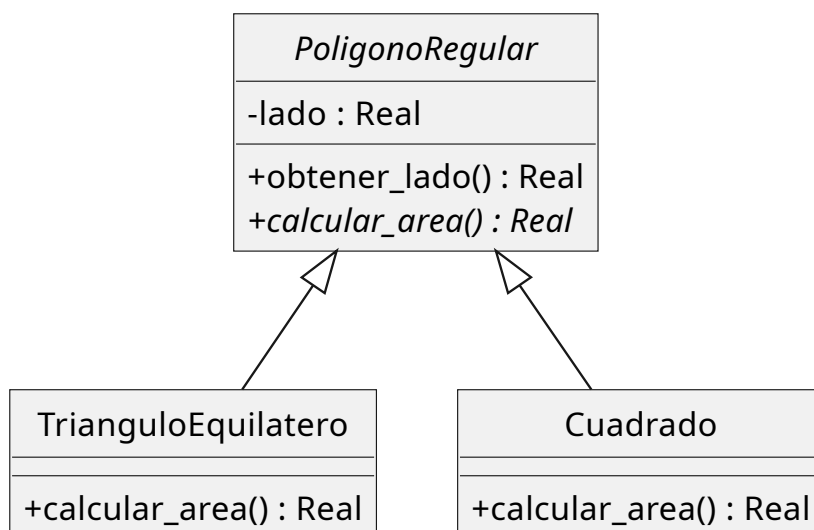 PoligonoRegular
-lado : Real
+obtener_lado() : Real
+calcular_area() : Real
TrianguloEquilatero
+calcular_area() : Real
Cuadrado
+calcular_area() : Real